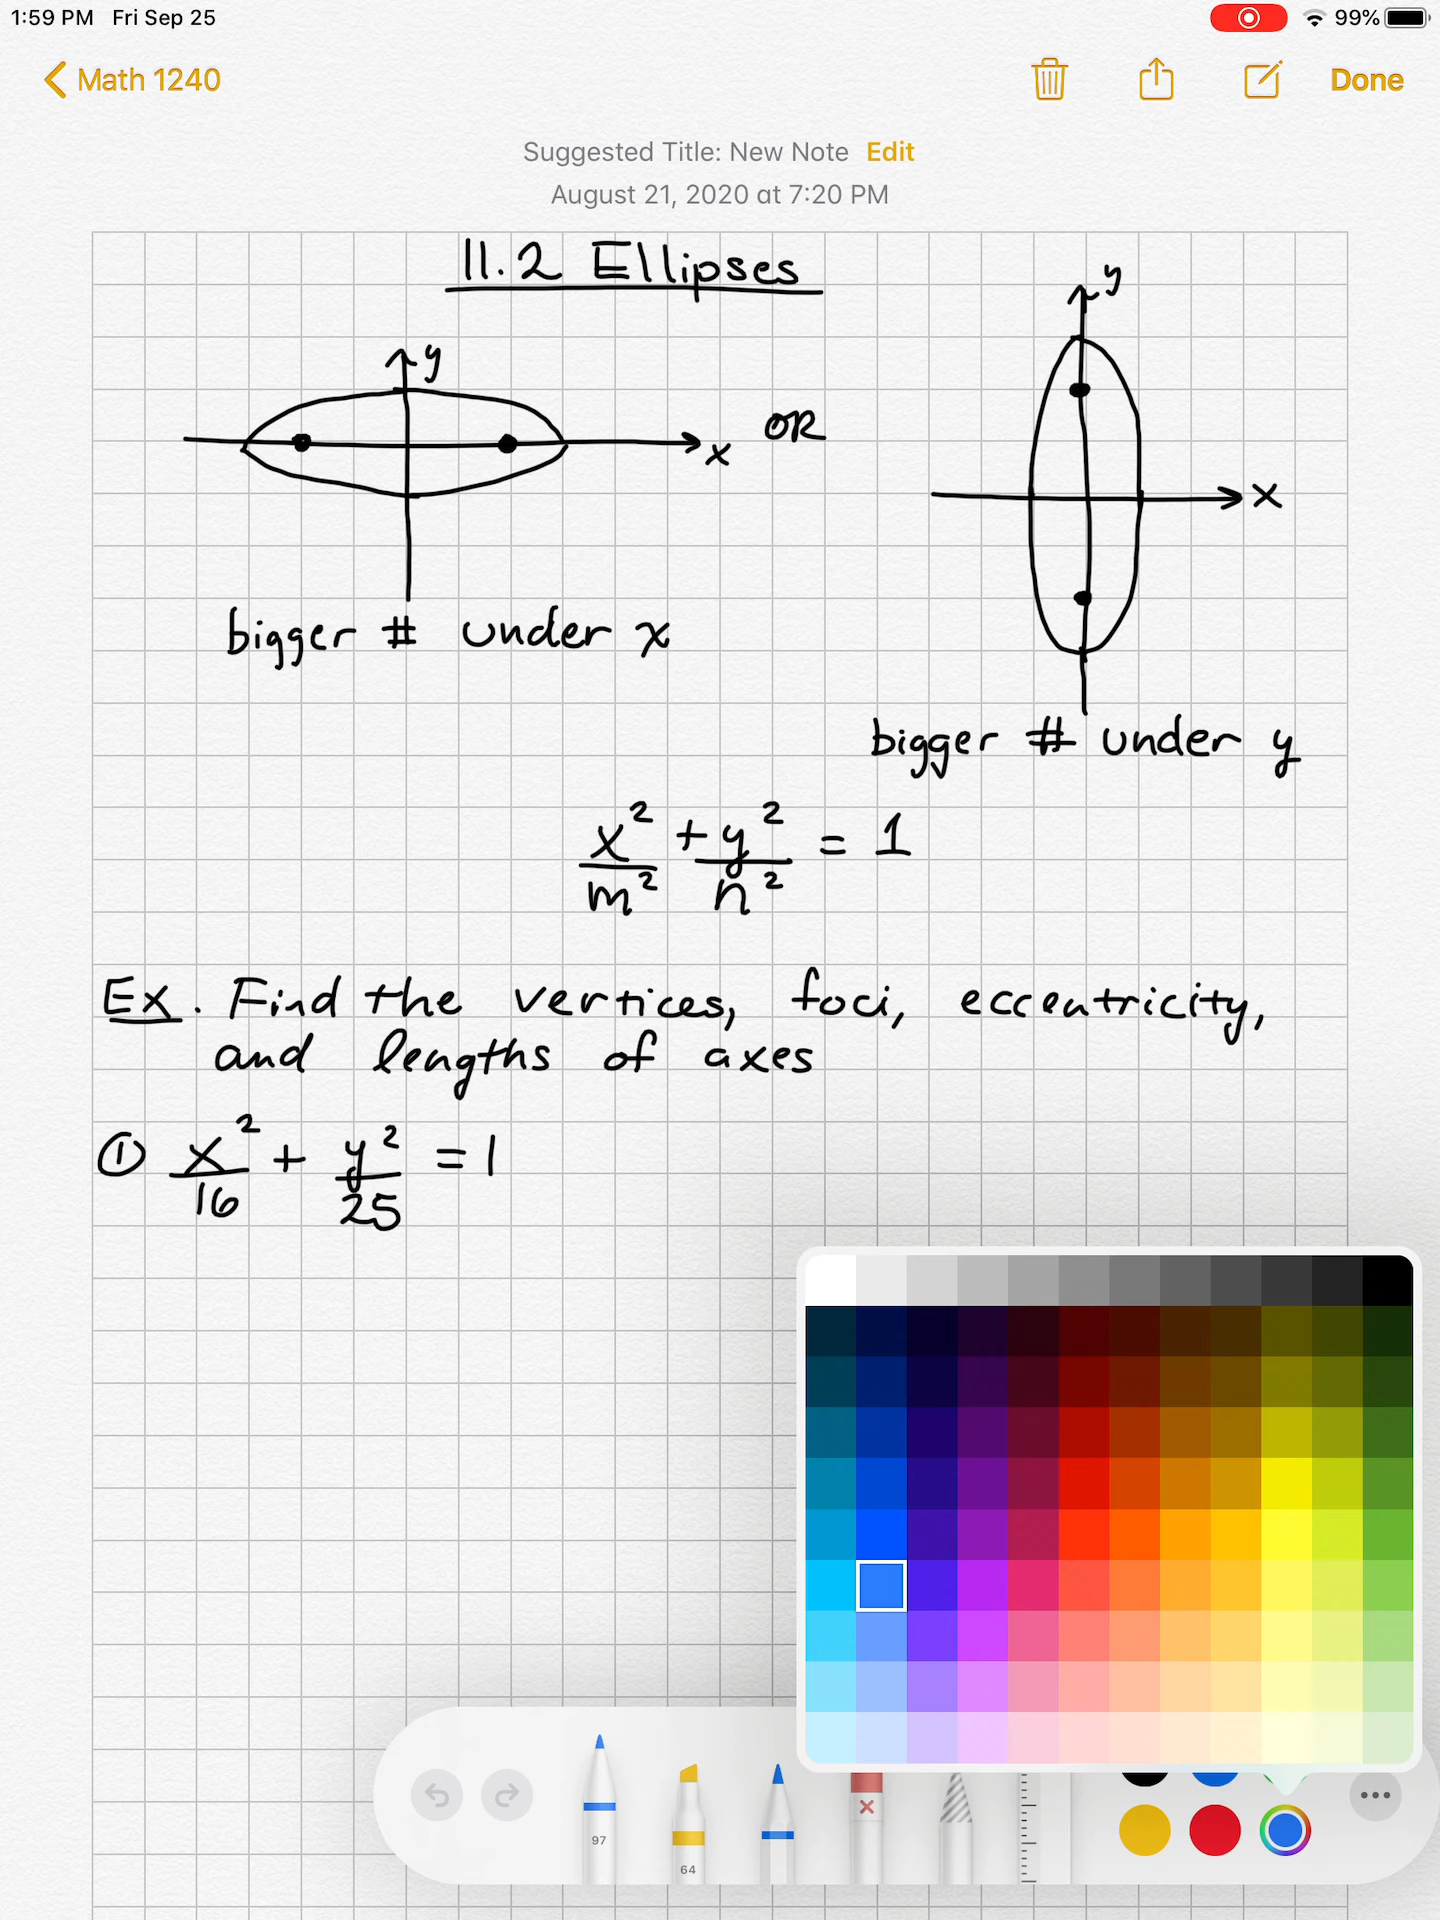 1:59 PM Fri Sep 25 99%
Math 1240 Done
Suggested Title: New Note Edit
August 21, 2020 at 7:20 PM
11.2 Ellipses
y
x
OR
y
x
bigger # under x
bigger # under y
x²/m² + y²/n² = 1
Ex. Find the vertices, foci, eccentricity,
and lengths of axes
① x²/16 + y²/25 = 1
97
64